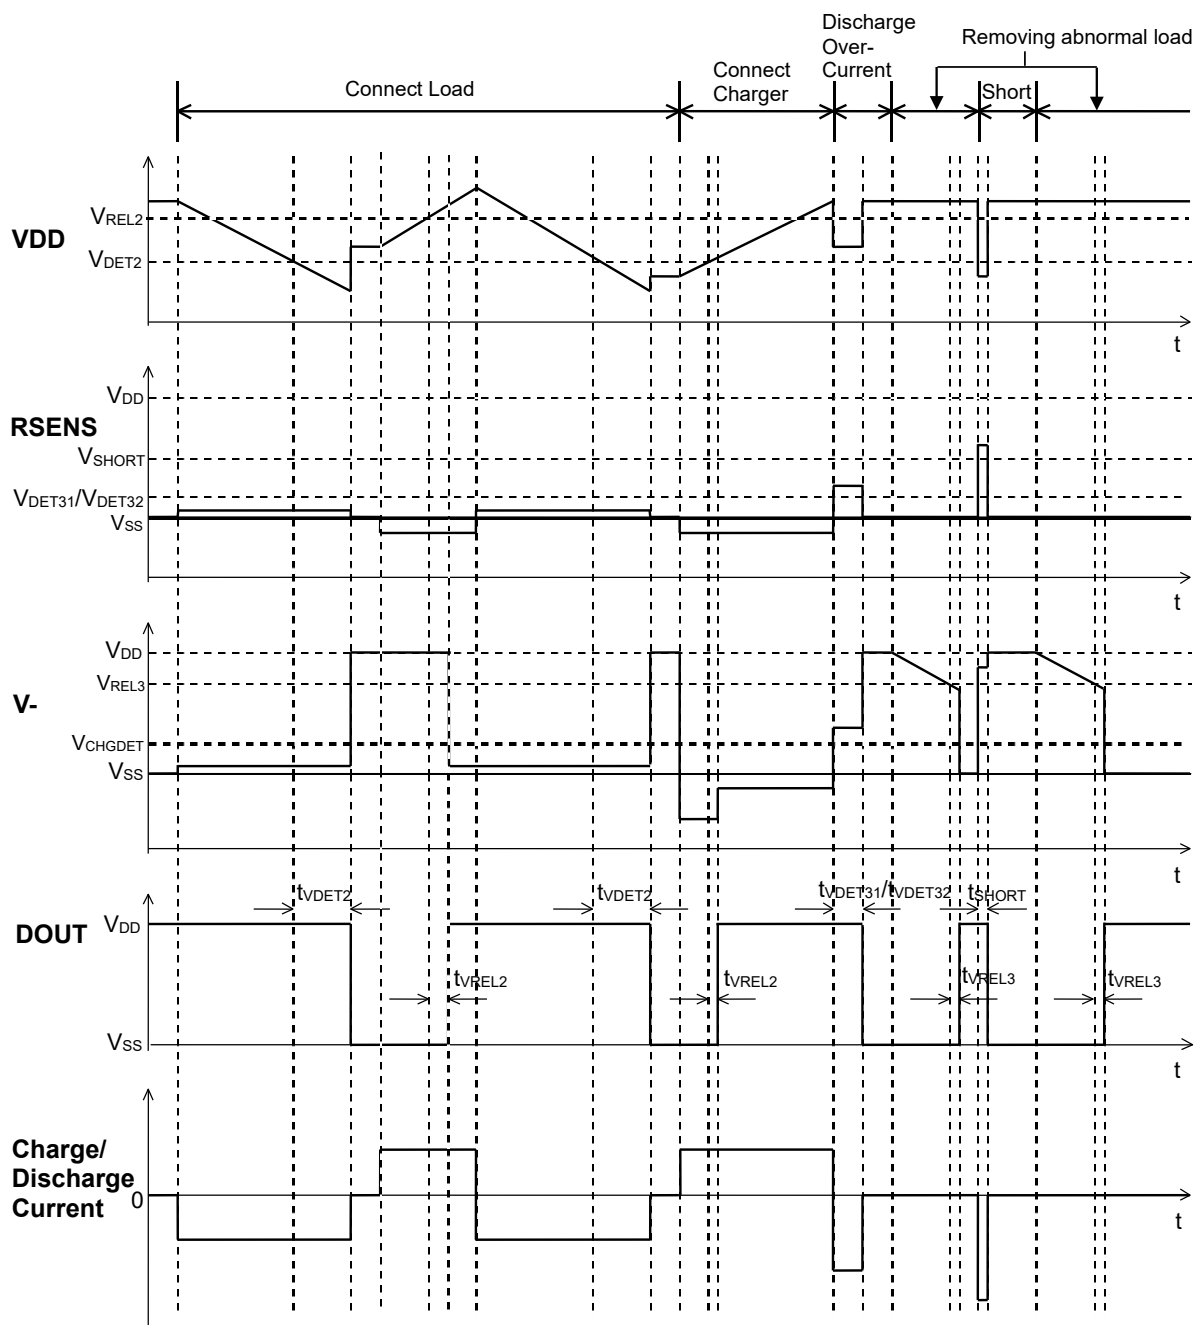 Discharge
Over-
Current
Removing abnormal load
Connect Load
Connect
Charger
Short
VREL2
VDD
VDET2
t
VDD
RSENS
VSHORT
VDET31/VDET32
VSS
t
VDD
VREL3
V-
VCHGDET
VSS
t
tVDET2
tVDET2
tVDET31/tVDET32
tSHORT
VDD
DOUT
tVREL2
tVREL2
tVREL3
tVREL3
VSS
t
Charge/
Discharge
Current
0
t